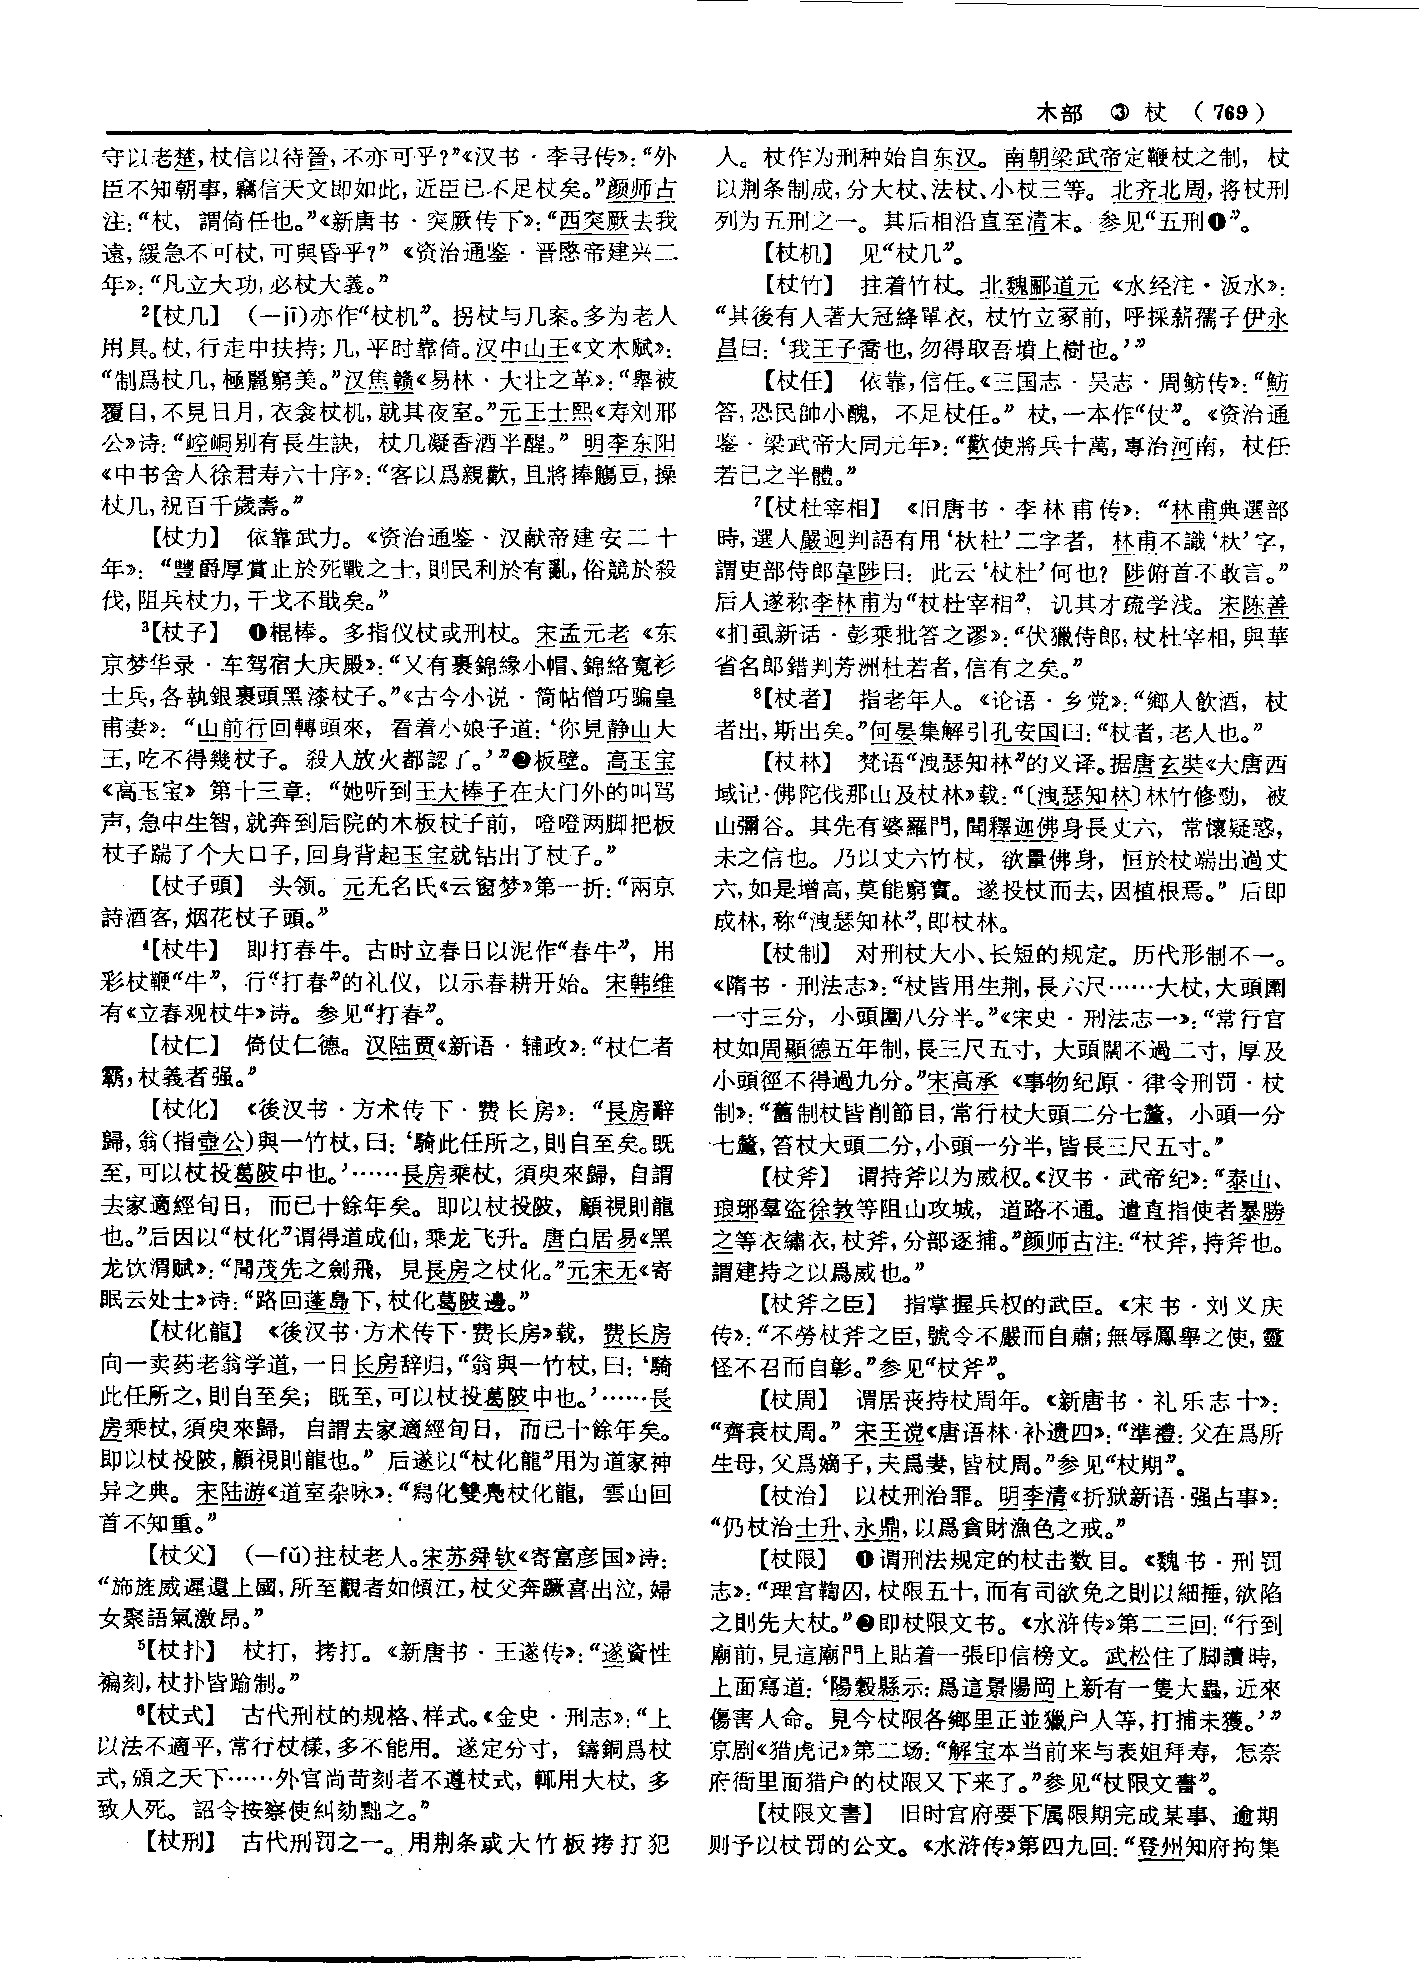 木部 ③ 杖 （769）
守以老楚，杖信以待晉，不亦可乎？”《汉书·李寻传》：“外
臣不知朝事，竊信天文即如此，近臣已不足杖矣。”颜师古
注：“杖，謂倚任也。”《新唐书·突厥传下》：“西突厥去我
遠，缓急不可杖，可與昏乎？”《资治通鉴·晋愍帝建兴二
年》：“凡立大功，必杖大義。”
²【杖几】 (一jī)亦作“杖机”。拐杖与几案。多为老人
用具。杖，行走中扶持；几，平时靠倚。汉中山王《文木赋》：
“制爲杖几，極麗窮美。”汉焦赣《易林·大壮之革》：“舉被
覆目，不見日月，衣衾杖机，就其夜室。”元王士熙《寿刘邢
公》诗：“崆峒别有長生訣，杖几凝香酒半醒。”明李东阳
《中书舍人徐君寿六十序》：“客以爲親歡，且將捧觴豆，操
杖几，祝百千歲壽。”
【杖力】 依靠武力。《资治通鉴·汉献帝建安二十
年》：“豐爵厚賞止於死戰之士，則民利於有亂，俗競於殺
伐，阻兵杖力，干戈不戢矣。”
³【杖子】 ❶棍棒。多指仪杖或刑杖。宋孟元老《东
京梦华录·车驾宿大庆殿》：“又有裹錦緣小帽、錦絡寬衫
士兵，各執銀裹頭黑漆杖子。”《古今小说·简帖僧巧骗皇
甫妻》：“山前行回轉頭來，看着小娘子道：‘你見静山大
王，吃不得幾杖子。殺人放火都認了。’”❷板壁。高玉宝
《高玉宝》第十三章：“她听到王大棒子在大门外的叫骂
声，急中生智，就奔到后院的木板杖子前，噔噔两脚把板
杖子踹了个大口子，回身背起玉宝就钻出了杖子。”
【杖子頭】 头领。元无名氏《云窗梦》第一折：“兩京
詩酒客，烟花杖子頭。”
⁴【杖牛】 即打春牛。古时立春日以泥作“春牛”，用
彩杖鞭“牛”，行“打春”的礼仪，以示春耕开始。宋韩维
有《立春观杖牛》诗。参见“打春”。
【杖仁】 倚仗仁德。汉陆贾《新语·辅政》：“杖仁者
霸，杖義者强。”
【杖化】 《後汉书·方术传下·费长房》：“長房辭
歸，翁(指壺公)與一竹杖，曰：‘騎此任所之，則自至矣。既
至，可以杖投葛陂中也。’……長房乘杖，須臾來歸，自謂
去家適經旬日，而已十餘年矣。即以杖投陂，顧視則龍
也。”后因以“杖化”谓得道成仙，乘龙飞升。唐白居易《黑
龙饮渭赋》：“聞茂先之劍飛，見長房之杖化。”元宋无《寄
眠云处士》诗：“路回蓬島下，杖化葛陂邊。”
【杖化龍】 《後汉书·方术传下·费长房》载，费长房
向一卖药老翁学道，一日长房辞归，“翁與一竹杖，曰：‘騎
此任所之，則自至矣；既至，可以杖投葛陂中也。’……長
房乘杖，須臾來歸，自謂去家適經旬日，而已十餘年矣。
即以杖投陂，顧視則龍也。”后遂以“杖化龍”用为道家神
异之典。宋陆游《道室杂咏》：“舄化雙鳧杖化龍，雲山回
首不知重。”
【杖父】 (一fǔ)拄杖老人。宋苏舜钦《寄富彦国》诗：
“斾旌威遲還上國，所至觀者如傾江，杖父奔蹶喜出泣，婦
女聚語氣激昂。”
⁵【杖扑】 杖打，拷打。《新唐书·王遂传》：“遂資性
褊刻，杖扑皆踰制。”
⁶【杖式】 古代刑杖的规格、样式。《金史·刑志》：“上
以法不適平，常行杖樣，多不能用。遂定分寸，鑄銅爲杖
式，頒之天下……外官尚苛刻者不遵杖式，輒用大杖，多
致人死。詔令按察使糾劾黜之。”
【杖刑】 古代刑罚之一。用荆条或大竹板拷打犯
人。杖作为刑种始自东汉。南朝梁武帝定鞭杖之制，杖
以荆条制成，分大杖、法杖、小杖三等。北齐北周，将杖刑
列为五刑之一。其后相沿直至清末。参见“五刑❶”。
【杖机】 见“杖几”。
【杖竹】 拄着竹杖。北魏郦道元《水经注·汳水》：
“其後有人著大冠絳單衣，杖竹立冢前，呼採薪孺子伊永
昌曰：‘我王子喬也，勿得取吾墳上樹也。’”
【杖任】 依靠，信任。《三国志·吴志·周鲂传》：“魴
答，恐民帥小醜，不足杖任。”杖，一本作“仗”。《资治通
鉴·梁武帝大同元年》：“歡使將兵十萬，專治河南，杖任
若己之半體。”
⁷【杖杜宰相】 《旧唐书·李林甫传》：“林甫典選部
時，選人嚴迥判語有用‘杕杜’二字者，林甫不識‘杕’字，
謂吏部侍郎韋陟曰：此云‘杖杜’何也？陟俯首不敢言。”
后人遂称李林甫为“杖杜宰相”，讥其才疏学浅。宋陈善
《扪虱新话·彭乘批答之谬》：“伏獵侍郎，杖杜宰相，與華
省名郎錯判芳洲杜若者，信有之矣。”
⁸【杖者】 指老年人。《论语·乡党》：“鄉人飲酒，杖
者出，斯出矣。”何晏集解引孔安国曰：“杖者，老人也。”
【杖林】 梵语“洩瑟知林”的义译。据唐玄奘《大唐西
域记·佛陀伐那山及杖林》载：“〔洩瑟知林〕林竹修勁，被
山彌谷。其先有婆羅門，聞釋迦佛身長丈六，常懷疑惑，
未之信也。乃以丈六竹杖，欲量佛身，恒於杖端出過丈
六，如是增高，莫能窮實。遂投杖而去，因植根焉。”后即
成林，称“洩瑟知林”，即杖林。
【杖制】 对刑杖大小、长短的规定。历代形制不一。
《隋书·刑法志》：“杖皆用生荆，長六尺……大杖，大頭圍
一寸三分，小頭圍八分半。”《宋史·刑法志一》：“常行官
杖如周顯德五年制，長三尺五寸，大頭闊不過二寸，厚及
小頭徑不得過九分。”宋高承《事物纪原·律令刑罚·杖
制》：“舊制杖皆削節目，常行杖大頭二分七釐，小頭一分
七釐，笞杖大頭二分，小頭一分半，皆長三尺五寸。”
【杖斧】 谓持斧以为威权。《汉书·武帝纪》：“泰山、
琅邪羣盗徐敦等阻山攻城，道路不通。遣直指使者暴勝
之等衣繡衣，杖斧，分部逐捕。”颜师古注：“杖斧，持斧也。
謂建持之以爲威也。”
【杖斧之臣】 指掌握兵权的武臣。《宋书·刘义庆
传》：“不勞杖斧之臣，號令不嚴而自肅；無辱鳳舉之使，靈
怪不召而自彰。”参见“杖斧”。
【杖周】 谓居丧持杖周年。《新唐书·礼乐志十》：
“齊衰杖周。”宋王谠《唐语林·补遗四》：“準禮：父在爲所
生母，父爲嫡子，夫爲妻，皆杖周。”参见“杖期”。
【杖治】 以杖刑治罪。明李清《折狱新语·强占事》：
“仍杖治士升、永鼎，以爲貪財漁色之戒。”
【杖限】 ❶谓刑法规定的杖击数目。《魏书·刑罚
志》：“理官鞫囚，杖限五十，而有司欲免之則以細捶，欲陷
之則先大杖。”❷即杖限文书。《水浒传》第二三回：“行到
廟前，見這廟門上貼着一張印信榜文。武松住了脚讀時，
上面寫道：‘陽穀縣示：爲這景陽岡上新有一隻大蟲，近來
傷害人命。見今杖限各鄉里正並獵户人等，打捕未獲。’”
京剧《猎虎记》第二场：“解宝本当前来与表姐拜寿，怎奈
府衙里面猎户的杖限又下来了。”参见“杖限文書”。
【杖限文書】 旧时官府要下属限期完成某事、逾期
则予以杖罚的公文。《水浒传》第四九回：“登州知府拘集